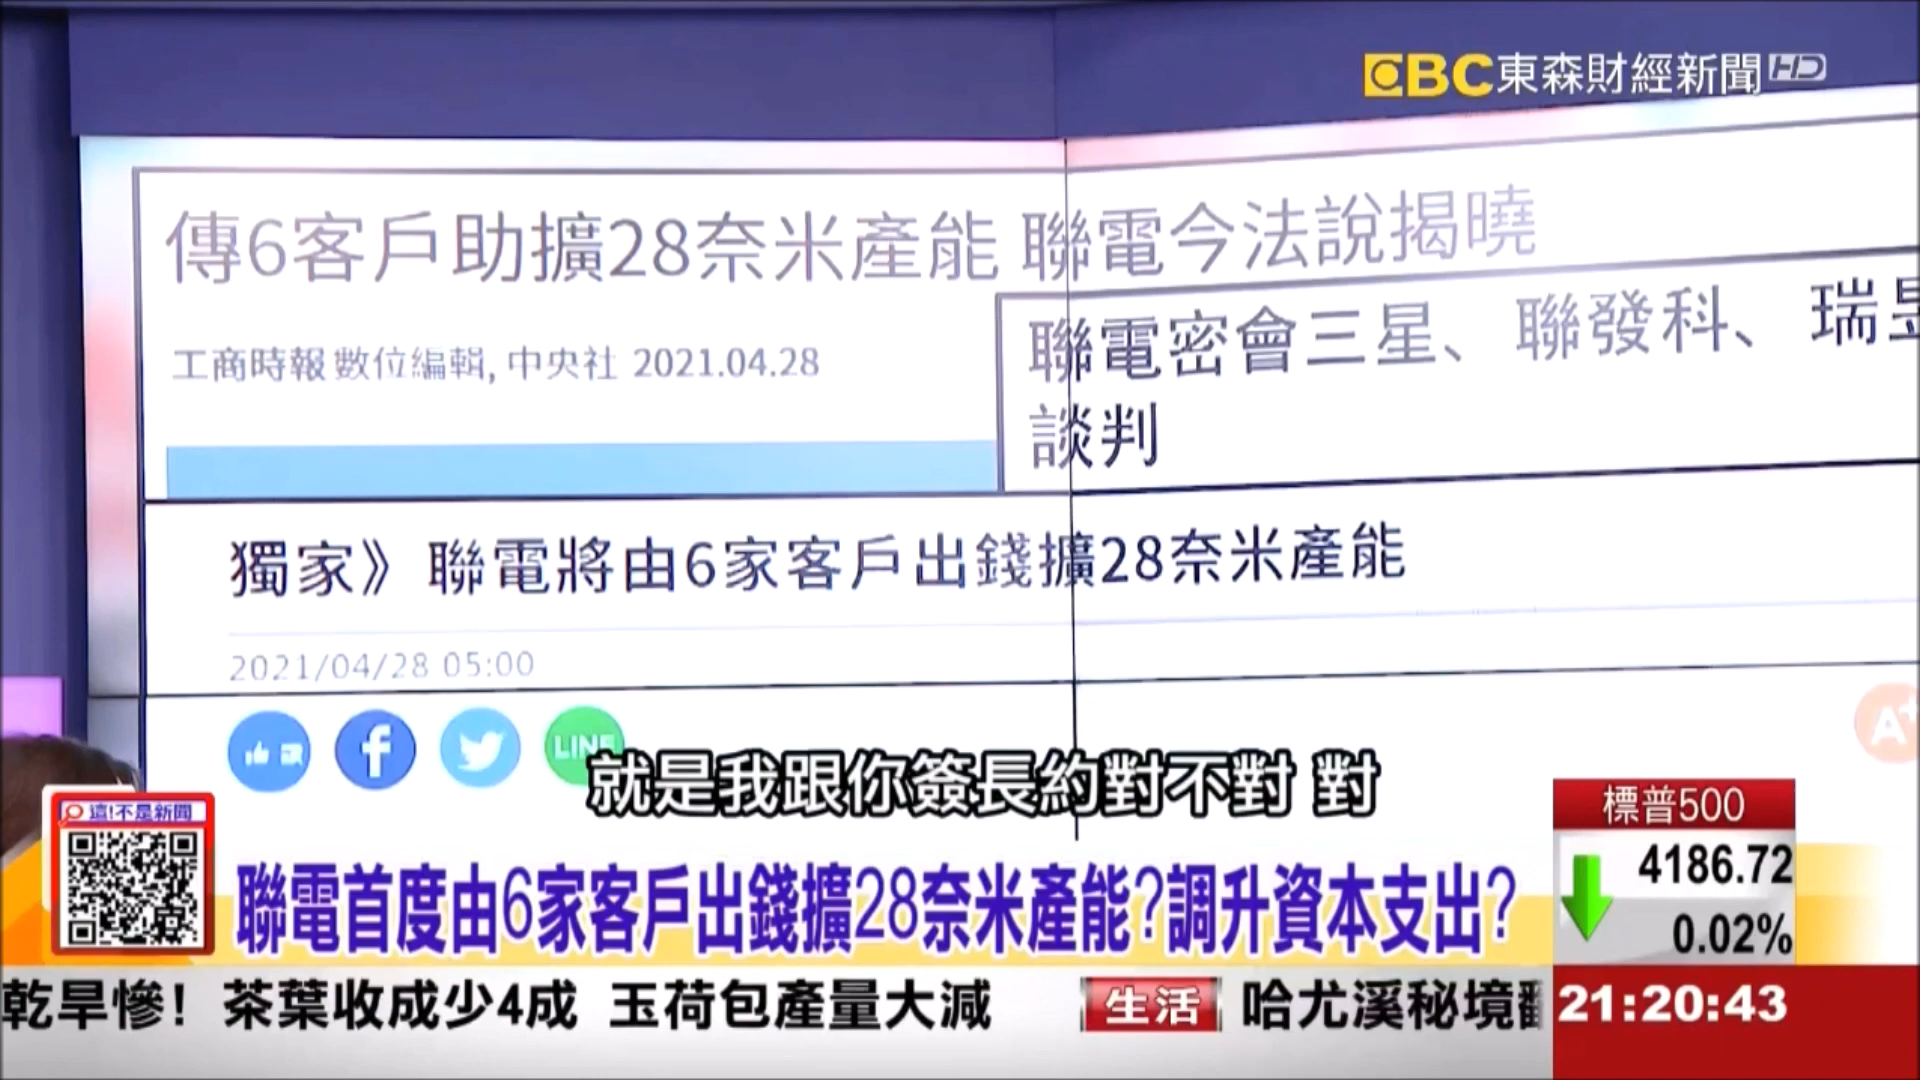 EBC東森財經新聞HD
傳6客戶助擴28奈米產能 聯電今法說揭曉
工商時報 數位編輯, 中央社 2021.04.28
聯電密會三星、聯發科、瑞昱
談判
獨家》聯電將由6家客戶出錢擴28奈米產能
2021/04/28 05:00
LINE
A+
就是我跟你簽長約對不對 對
這!不是新聞
聯電首度由6家客戶出錢擴28奈米產能?調升資本支出?
標普500
4186.72
0.02%
乾旱慘! 茶葉收成少4成 玉荷包產量大減
生活 哈尤溪秘境
21:20:43